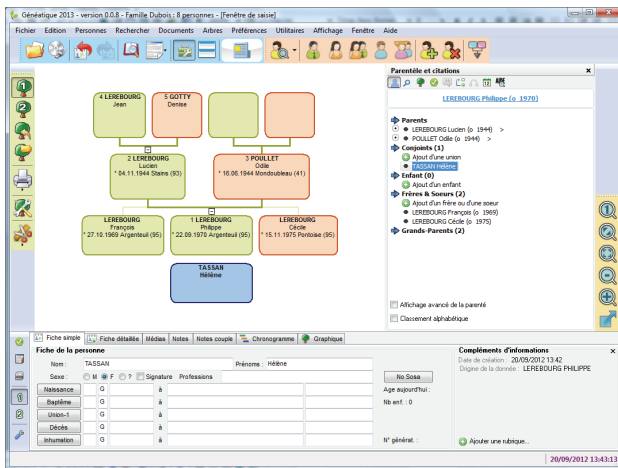 Généatique 2013 - version 0.0.8 - Famille Dubois : 8 personnes - [Fenêtre de saisie]
Fichier Edition Personnes Rechercher Documents Arbres Préférences Utilitaires Affichage Fenêtre Aide
4 LEREBOURG
Jean
5 GOTTY
Denise
2 LEREBOURG
Lucien
* 04.11.1944 Stains (93)
3 POULLET
Odile
* 16.06.1944 Mondoubleau (41)
LEREBOURG
François
* 27.10.1969 Argenteuil (95)
1 LEREBOURG
Philippe
* 22.09.1970 Argenteuil (95)
LEREBOURG
Cécile
* 15.11.1975 Pontoise (95)
TASSAN
Hélène
Parentèle et citations
LEREBOURG Philippe (o 1970)
Parents
LEREBOURG Lucien (o 1944) >
POULLET Odile (o 1944) >
Conjoints (1)
Ajout d'une union
TASSAN Hélène
Enfant (0)
Ajout d'un enfant
Frères & Soeurs (2)
Ajout d'un frère ou d'une soeur
LEREBOURG François (o 1969)
LEREBOURG Cécile (o 1975)
Grands-Parents (2)
Affichage avancé de la parenté
Classement alphabétique
Fiche simple Fiche détaillée Médias Notes Notes couple Chronogramme Graphique
Fiche de la personne
Nom : TASSAN Prénoms : Hélène
Sexe : M F ? Signature Professions No Sosa
Naissance G à Age aujourd'hui :
Baptême G à Nb enf. : 0
Union-1 G à
Décès G à
Inhumation G à N° générat. :
Compléments d'informations
Date de création : 20/09/2012 13:42
Origine de la donnée : LEREBOURG PHILIPPE
Ajouter une rubrique...
20/09/2012 13:43:13